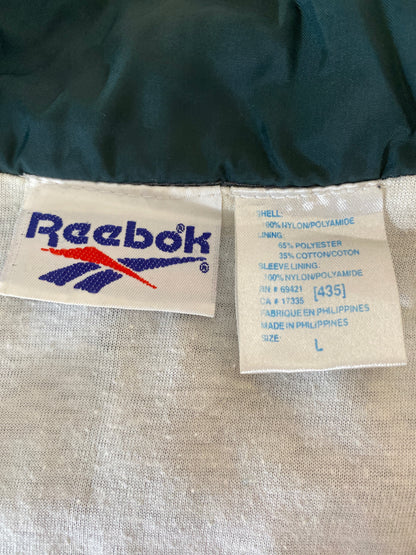 Reebok®
®
SHELL:
100% NYLON/POLYAMIDE
LINING:
65% POLYESTER
35% COTTON/COTON
SLEEVE LINING:
100% NYLON/POLYAMIDE
RN # 69421 [435]
CA # 17335
FABRIQUE EN PHILIPPINES
MADE IN PHILIPPINES
SIZE: L